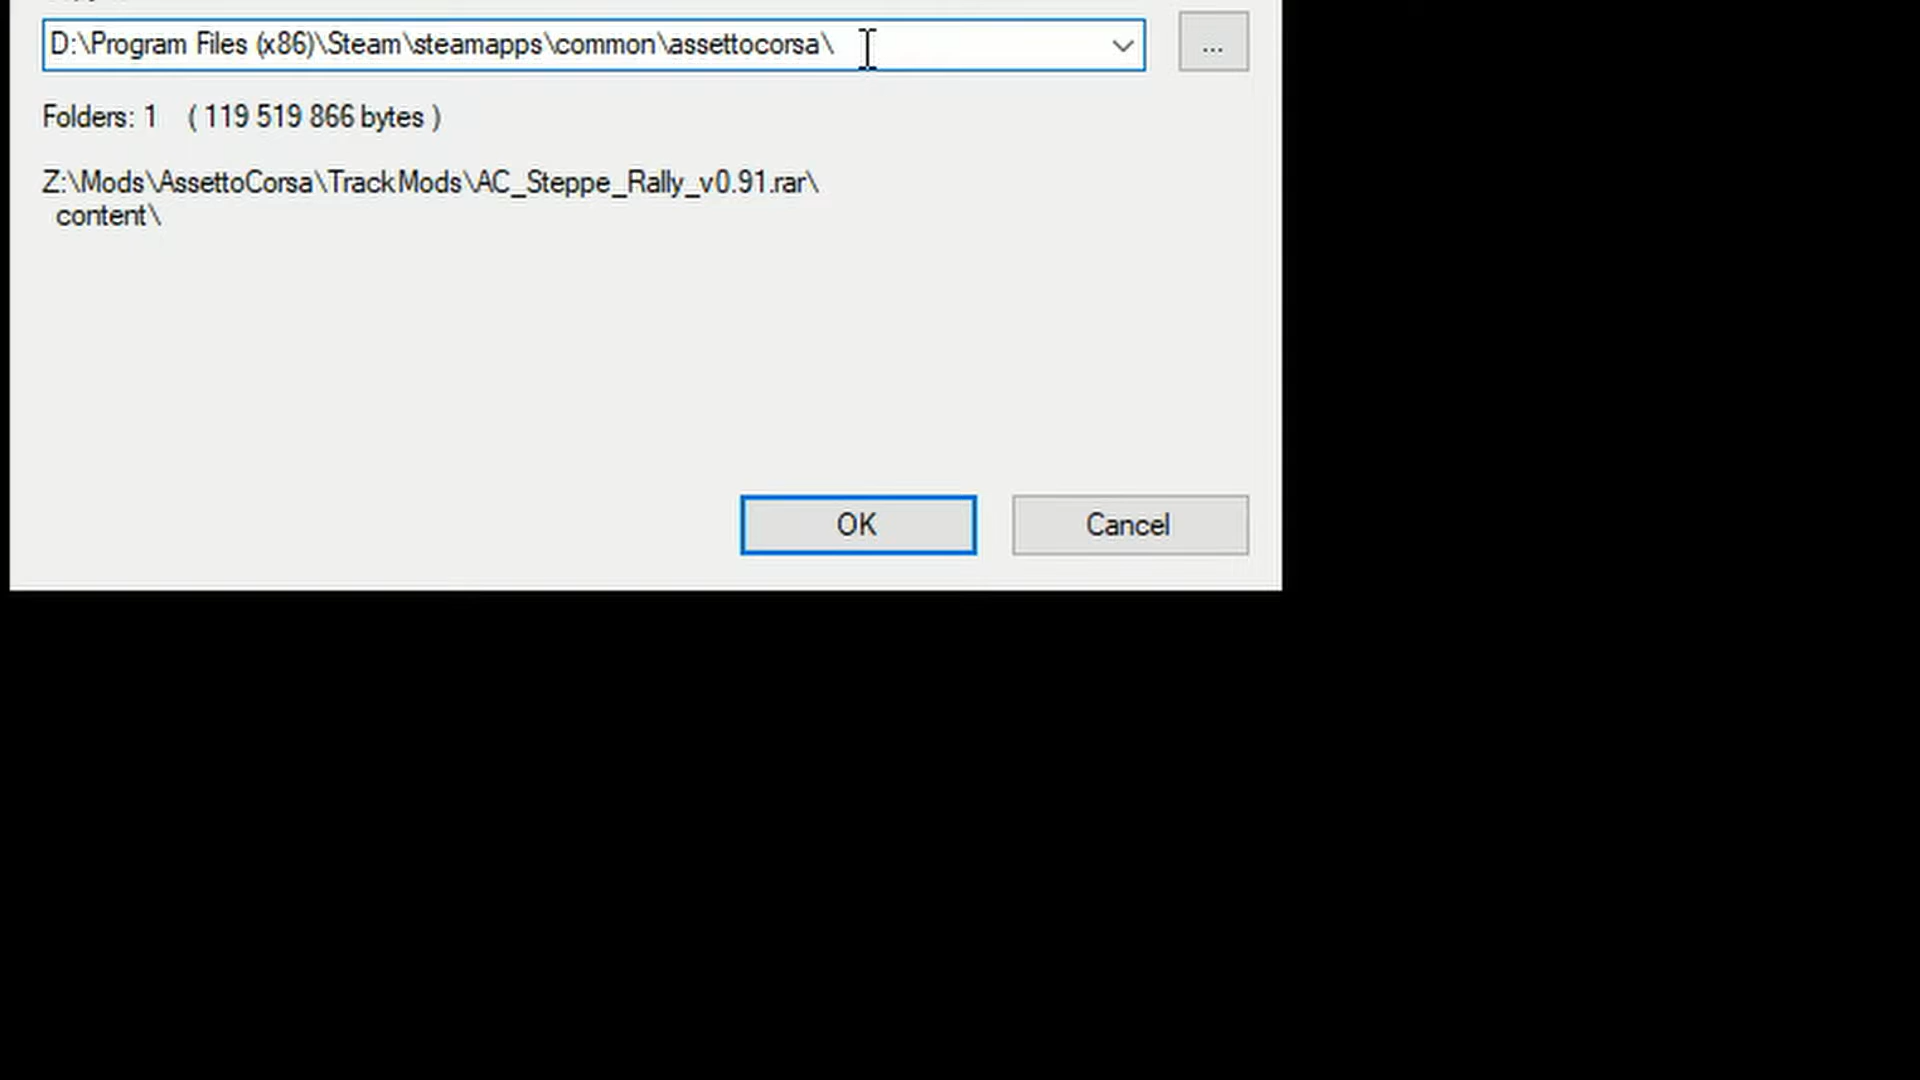 D:\Program Files (x86)\Steam\steamapps\common\assettocorsa\
...
Folders: 1 ( 119 519 866 bytes )
Z:\Mods\AssettoCorsa\TrackMods\AC_Steppe_Rally_v0.91.rar\
content\
OK
Cancel